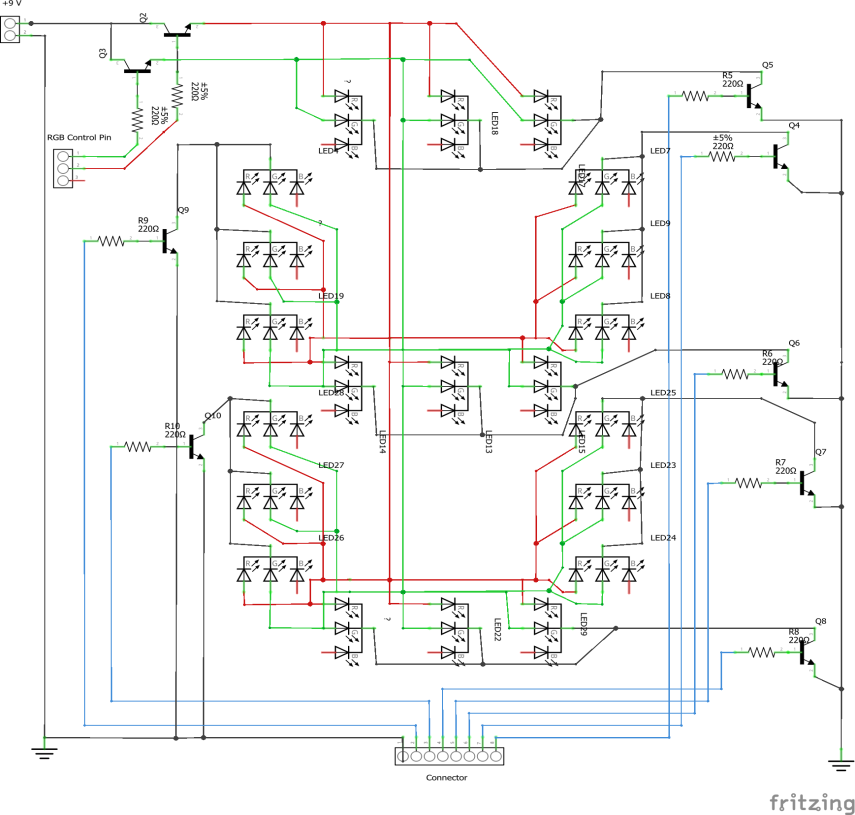 +9 V
Q2
Q3
±5%
220Ω
±5%
220Ω
RGB Control Pin
?
LED4
LED18
R5
220Ω
Q5
±5%
220Ω
Q4
LED7
R9
220Ω
Q9
?
LED9
LED19
LED8
R6
220Ω
Q6
LED28
LED25
R10
220Ω
Q10
LED14
LED13
LED15
LED27
LED23
R7
220Ω
Q7
LED26
LED24
?
LED22
LED29
R8
220Ω
Q8
Connector
fritzing